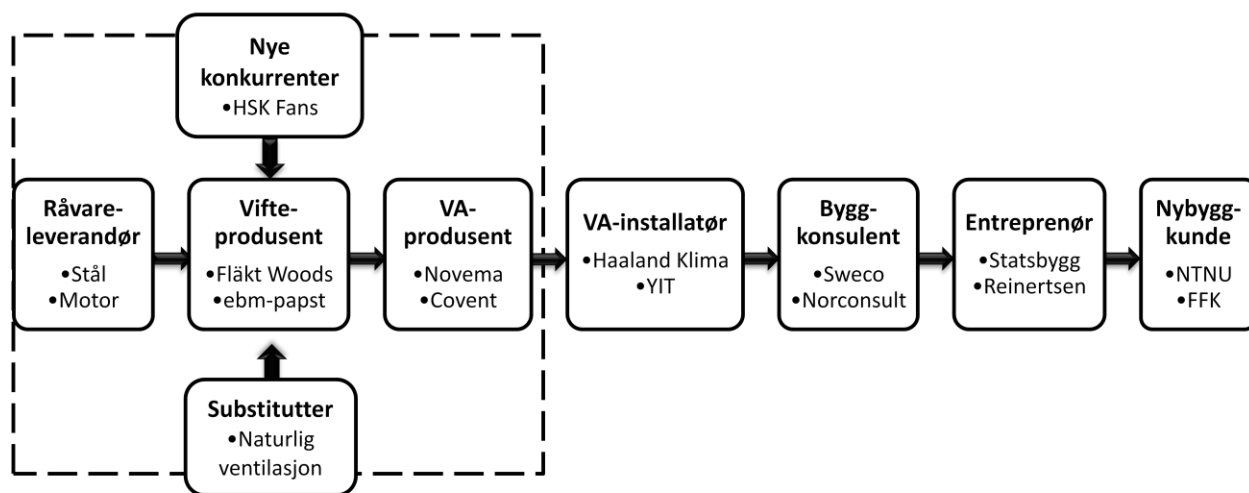 Nye
konkurrenter
•HSK Fans
Råvare-
leverandør
•Stål
•Motor
Vifte-
produsent
•Fläkt Woods
•ebm-papst
VA-
produsent
•Novema
•Covent
VA-installatør
•Haaland Klima
•YIT
Bygg-
konsulent
•Sweco
•Norconsult
Entreprenør
•Statsbygg
•Reinertsen
Nybygg-
kunde
•NTNU
•FFK
Substitutter
•Naturlig
ventilasjon